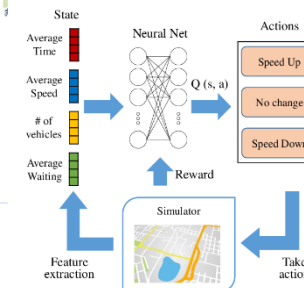 State
Average
Time
Average
Speed
# of
vehicles
Average
Waiting
Neural Net
Q (s, a)
Actions
Speed Up
No change
Speed Down
Reward
Simulator
Feature
extraction
Take
action